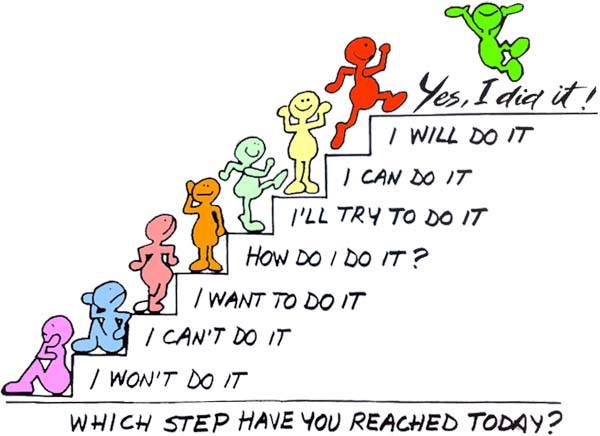 Yes, I did it!
I WILL DO IT
I CAN DO IT
I'LL TRY TO DO IT
HOW DO I DO IT?
I WANT TO DO IT
I CAN'T DO IT
I WON'T DO IT
WHICH STEP HAVE YOU REACHED TODAY?